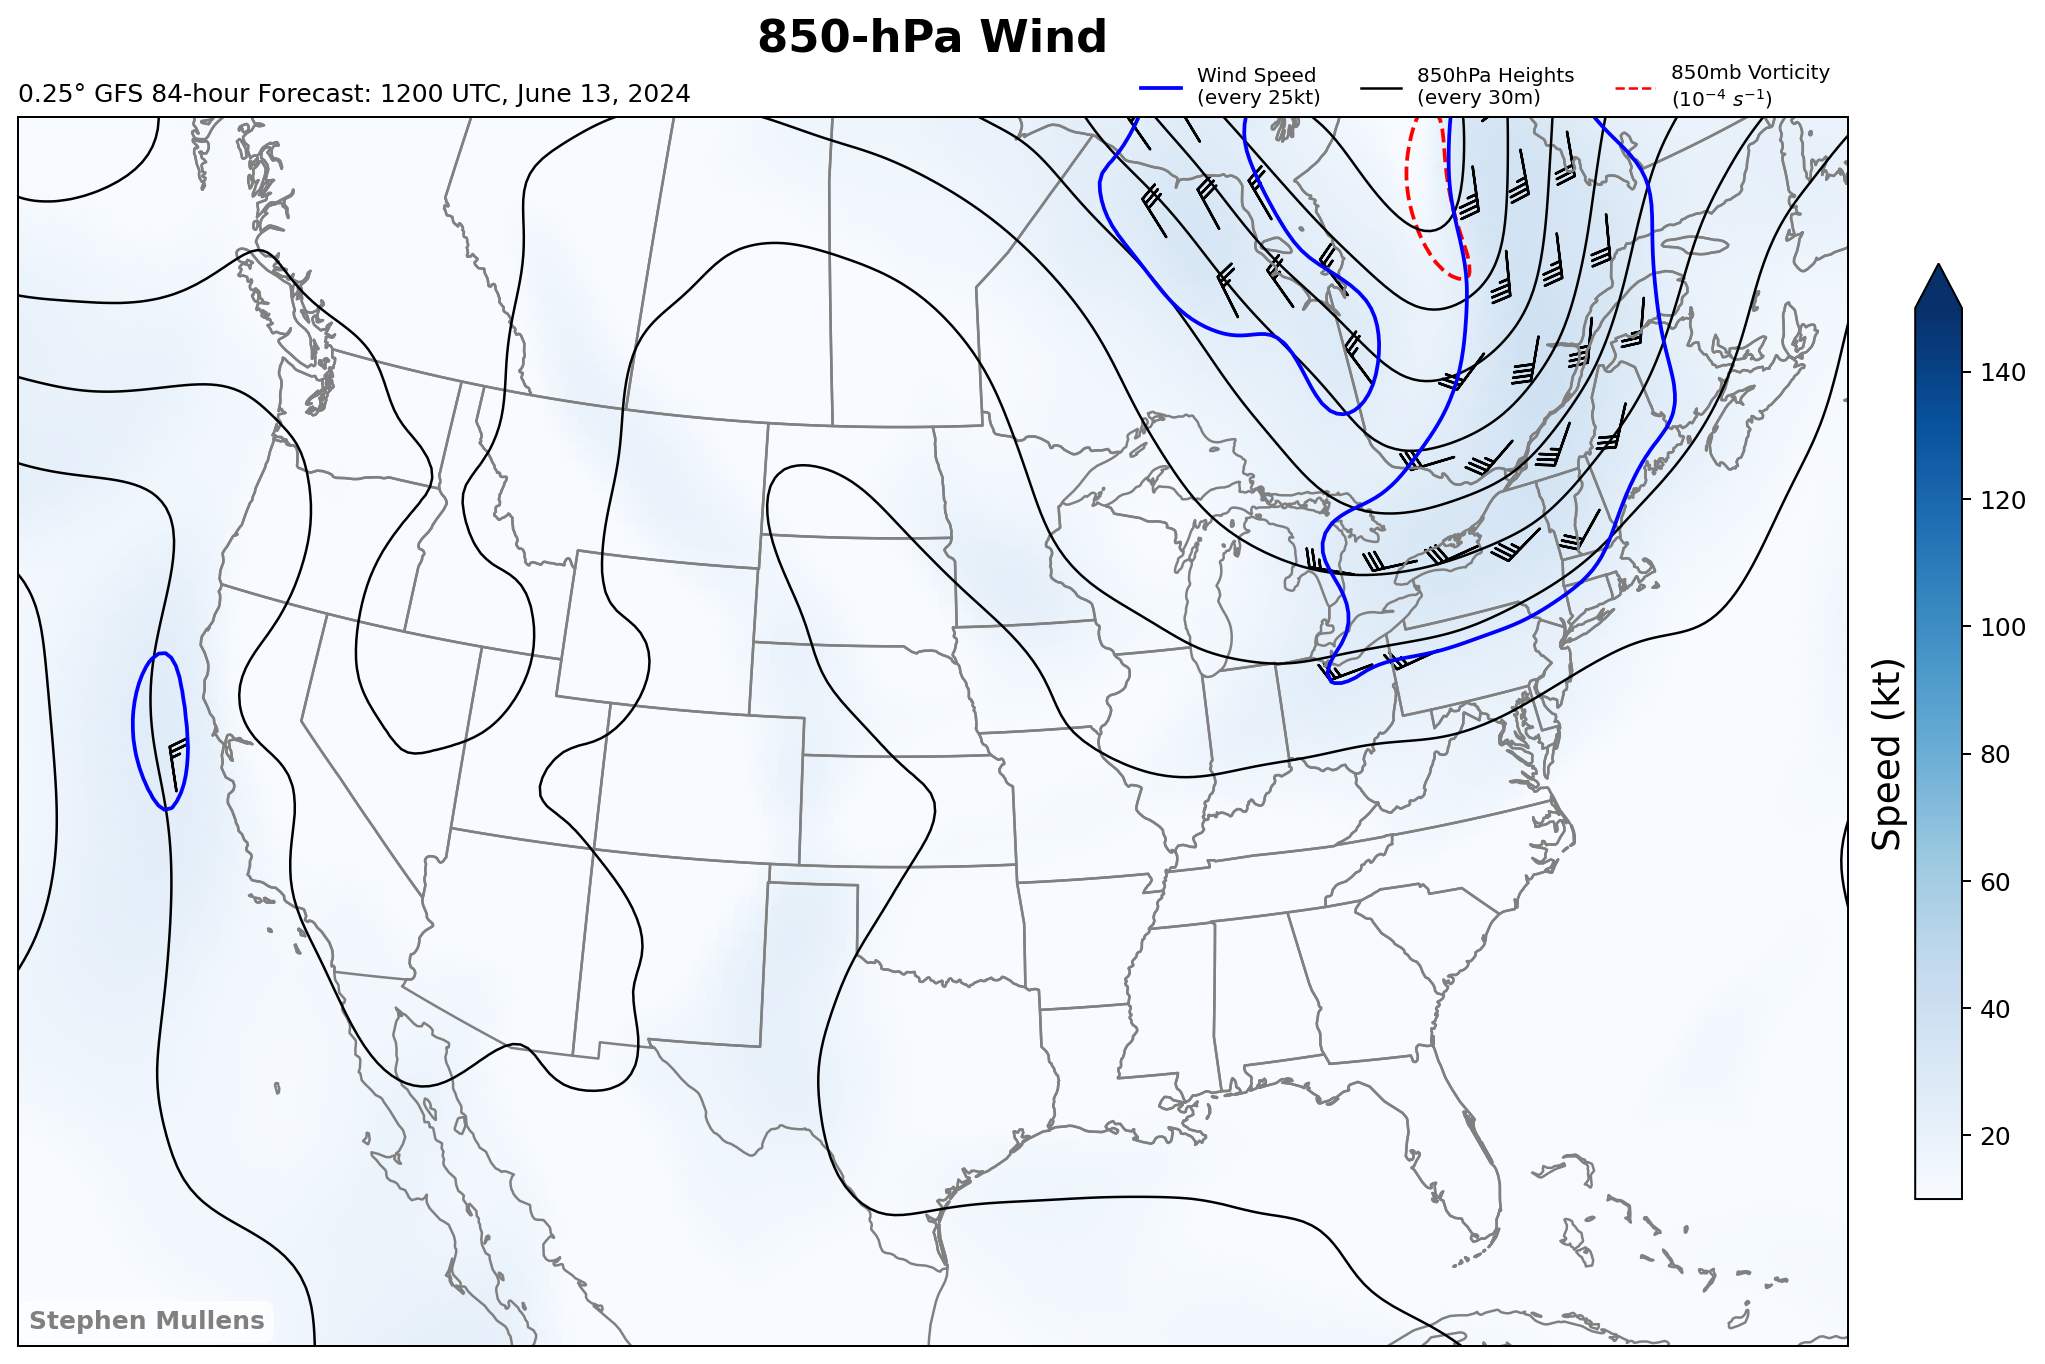 850-hPa Wind
0.25° GFS 84-hour Forecast: 1200 UTC, June 13, 2024
Wind Speed
(every 25kt)
850hPa Heights
(every 30m)
850mb Vorticity
(10⁻⁴ s⁻¹)
140
120
100
80
60
40
20
Speed (kt)
Stephen Mullens